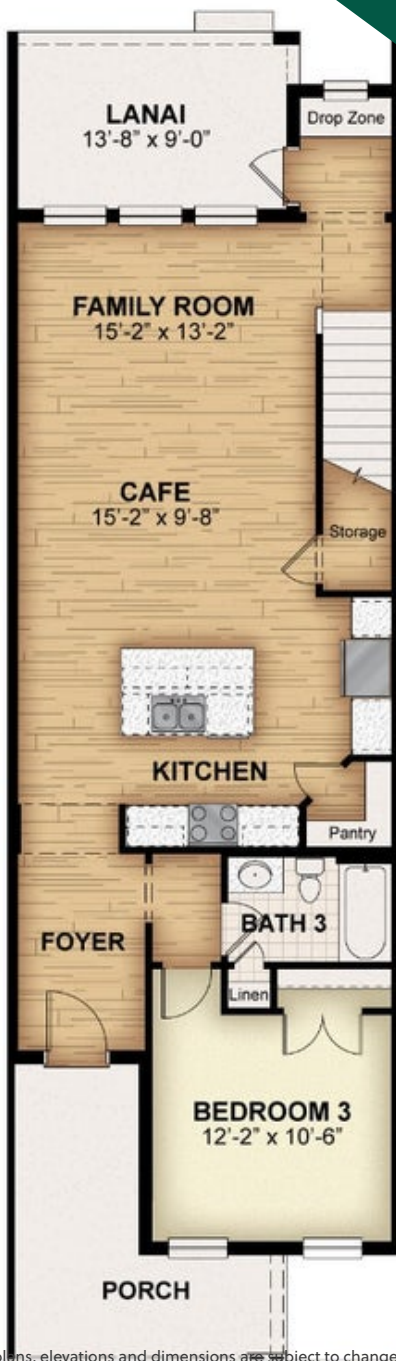 LANAI
13'-8" x 9'-0"
Drop Zone
FAMILY ROOM
15'-2" x 13'-2"
CAFE
15'-2" x 9'-8"
Storage
KITCHEN
Pantry
BATH 3
FOYER
Linen
BEDROOM 3
12'-2" x 10'-6"
PORCH
plans, elevations and dimensions are subject to change